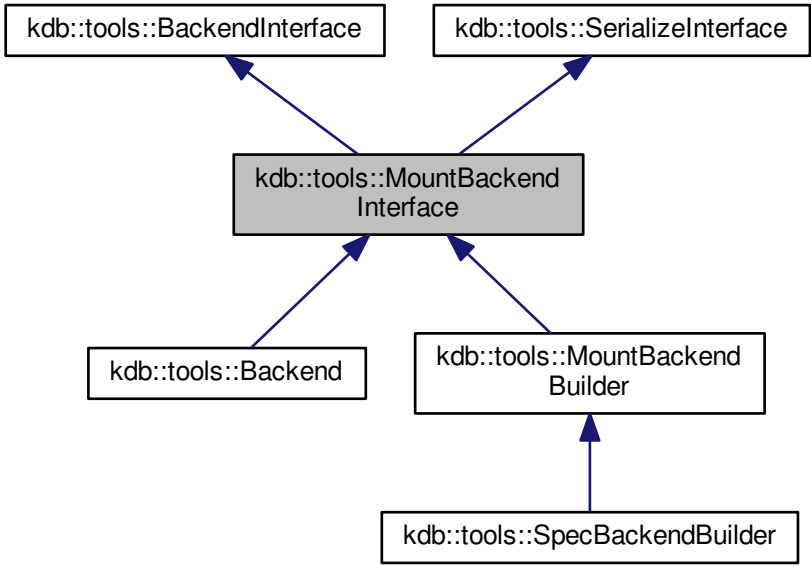 kdb::tools::BackendInterface
kdb::tools::SerializeInterface
kdb::tools::MountBackend
Interface
kdb::tools::Backend
kdb::tools::MountBackend
Builder
kdb::tools::SpecBackendBuilder